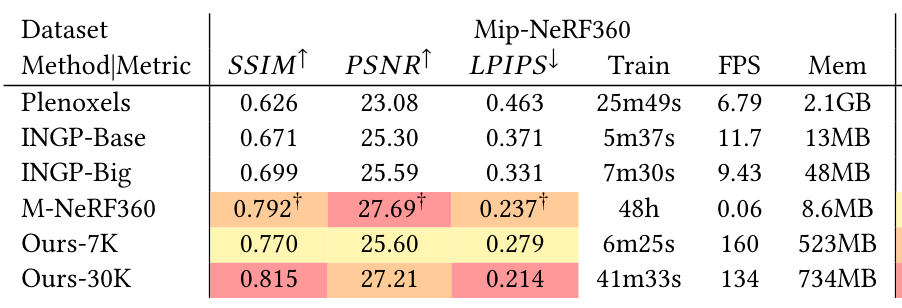 Dataset Mip-NeRF360
Method|Metric SSIM↑ PSNR↑ LPIPS↓ Train FPS Mem
Plenoxels 0.626 23.08 0.463 25m49s 6.79 2.1GB
INGP-Base 0.671 25.30 0.371 5m37s 11.7 13MB
INGP-Big 0.699 25.59 0.331 7m30s 9.43 48MB
M-NeRF360 0.792† 27.69† 0.237† 48h 0.06 8.6MB
Ours-7K 0.770 25.60 0.279 6m25s 160 523MB
Ours-30K 0.815 27.21 0.214 41m33s 134 734MB